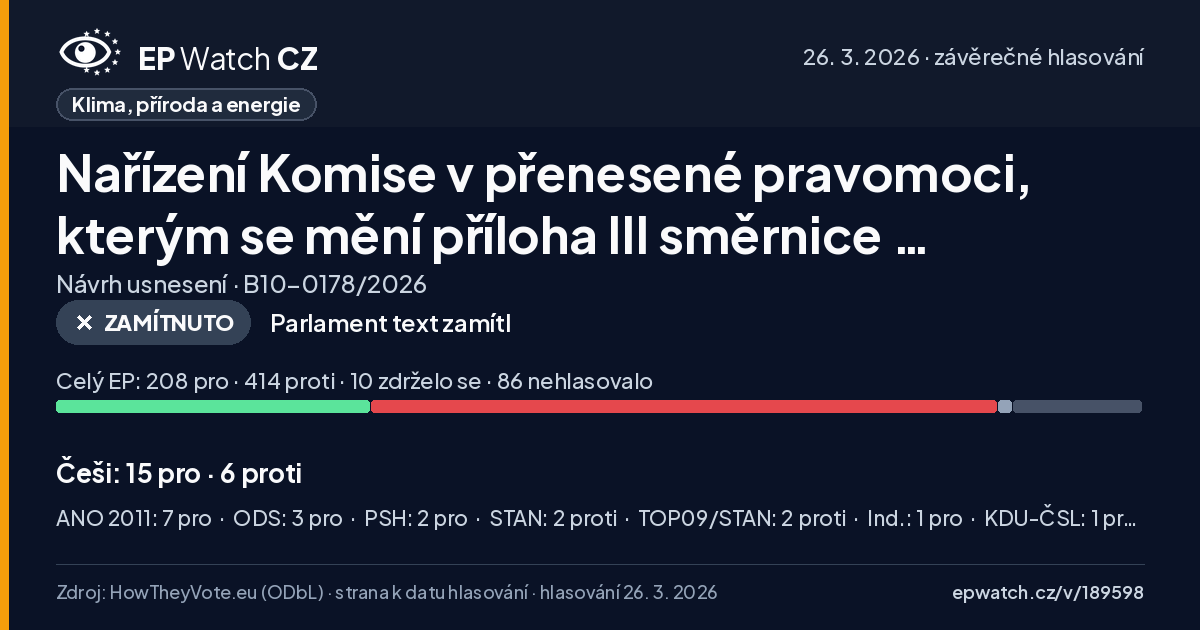 EP Watch CZ
26. 3. 2026 · závěrečné hlasování
Klima, příroda a energie
Nařízení Komise v přenesené pravomoci,
kterým se mění příloha III směrnice …
Návrh usnesení · B10–0178/2026
✕ ZAMÍTNUTO Parlament text zamítl
Celý EP: 208 pro · 414 proti · 10 zdrželo se · 86 nehlasovalo
Češi: 15 pro · 6 proti
ANO 2011: 7 pro · ODS: 3 pro · PSH: 2 pro · STAN: 2 proti · TOP09/STAN: 2 proti · Ind.: 1 pro · KDU-ČSL: 1 pr…
Zdroj: HowTheyVote.eu (ODbL) · strana k datu hlasování · hlasování 26. 3. 2026
epwatch.cz/v/189598